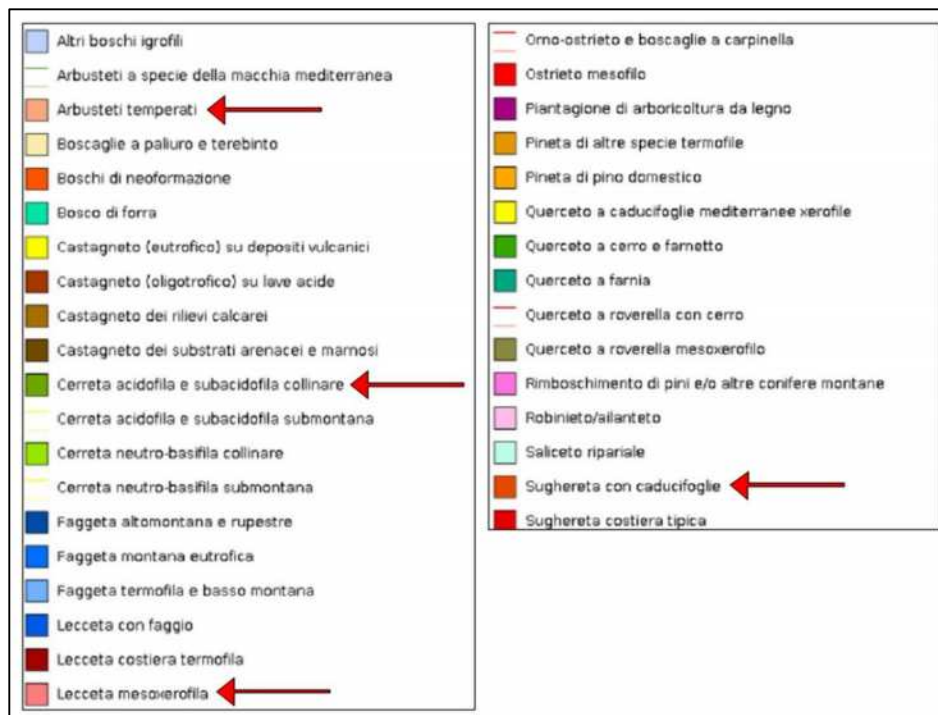 Altri boschi igrofili
Arbusteti a specie della macchia mediterranea
Arbusteti temperati
Boscaglie a paliuro e terebinto
Boschi di neoformazione
Bosco di forra
Castagneto (eutrofico) su depositi vulcanici
Castagneto (oligotrofico) su lave acide
Castagneto dei rilievi calcarei
Castagneto dei substrati arenacei e marnosi
Cerreta acidofila e subacidofila collinare
Cerreta acidofila e subacidofila submontana
Cerreta neutro-basifila collinare
Cerreta neutro-basifila submontana
Faggeta altomontana e rupestre
Faggeta montana eutrofica
Faggeta termofila e basso montana
Lecceta con faggio
Lecceta costiera termofila
Lecceta mesoxerofila
Orno-ostrieto e boscaglie a carpinella
Ostrieto mesofilo
Piantagione di arboricoltura da legno
Pineta di altre specie termofile
Pineta di pino domestico
Querceto a caducifoglie mediterranee xerofile
Querceto a cerro e farnetto
Querceto a farnia
Querceto a roverella con cerro
Querceto a roverella mesoxerofilo
Rimboschimento di pini e/o altre conifere montane
Robinieto/ailanteto
Saliceto ripariale
Sughereta con caducifoglie
Sughereta costiera tipica